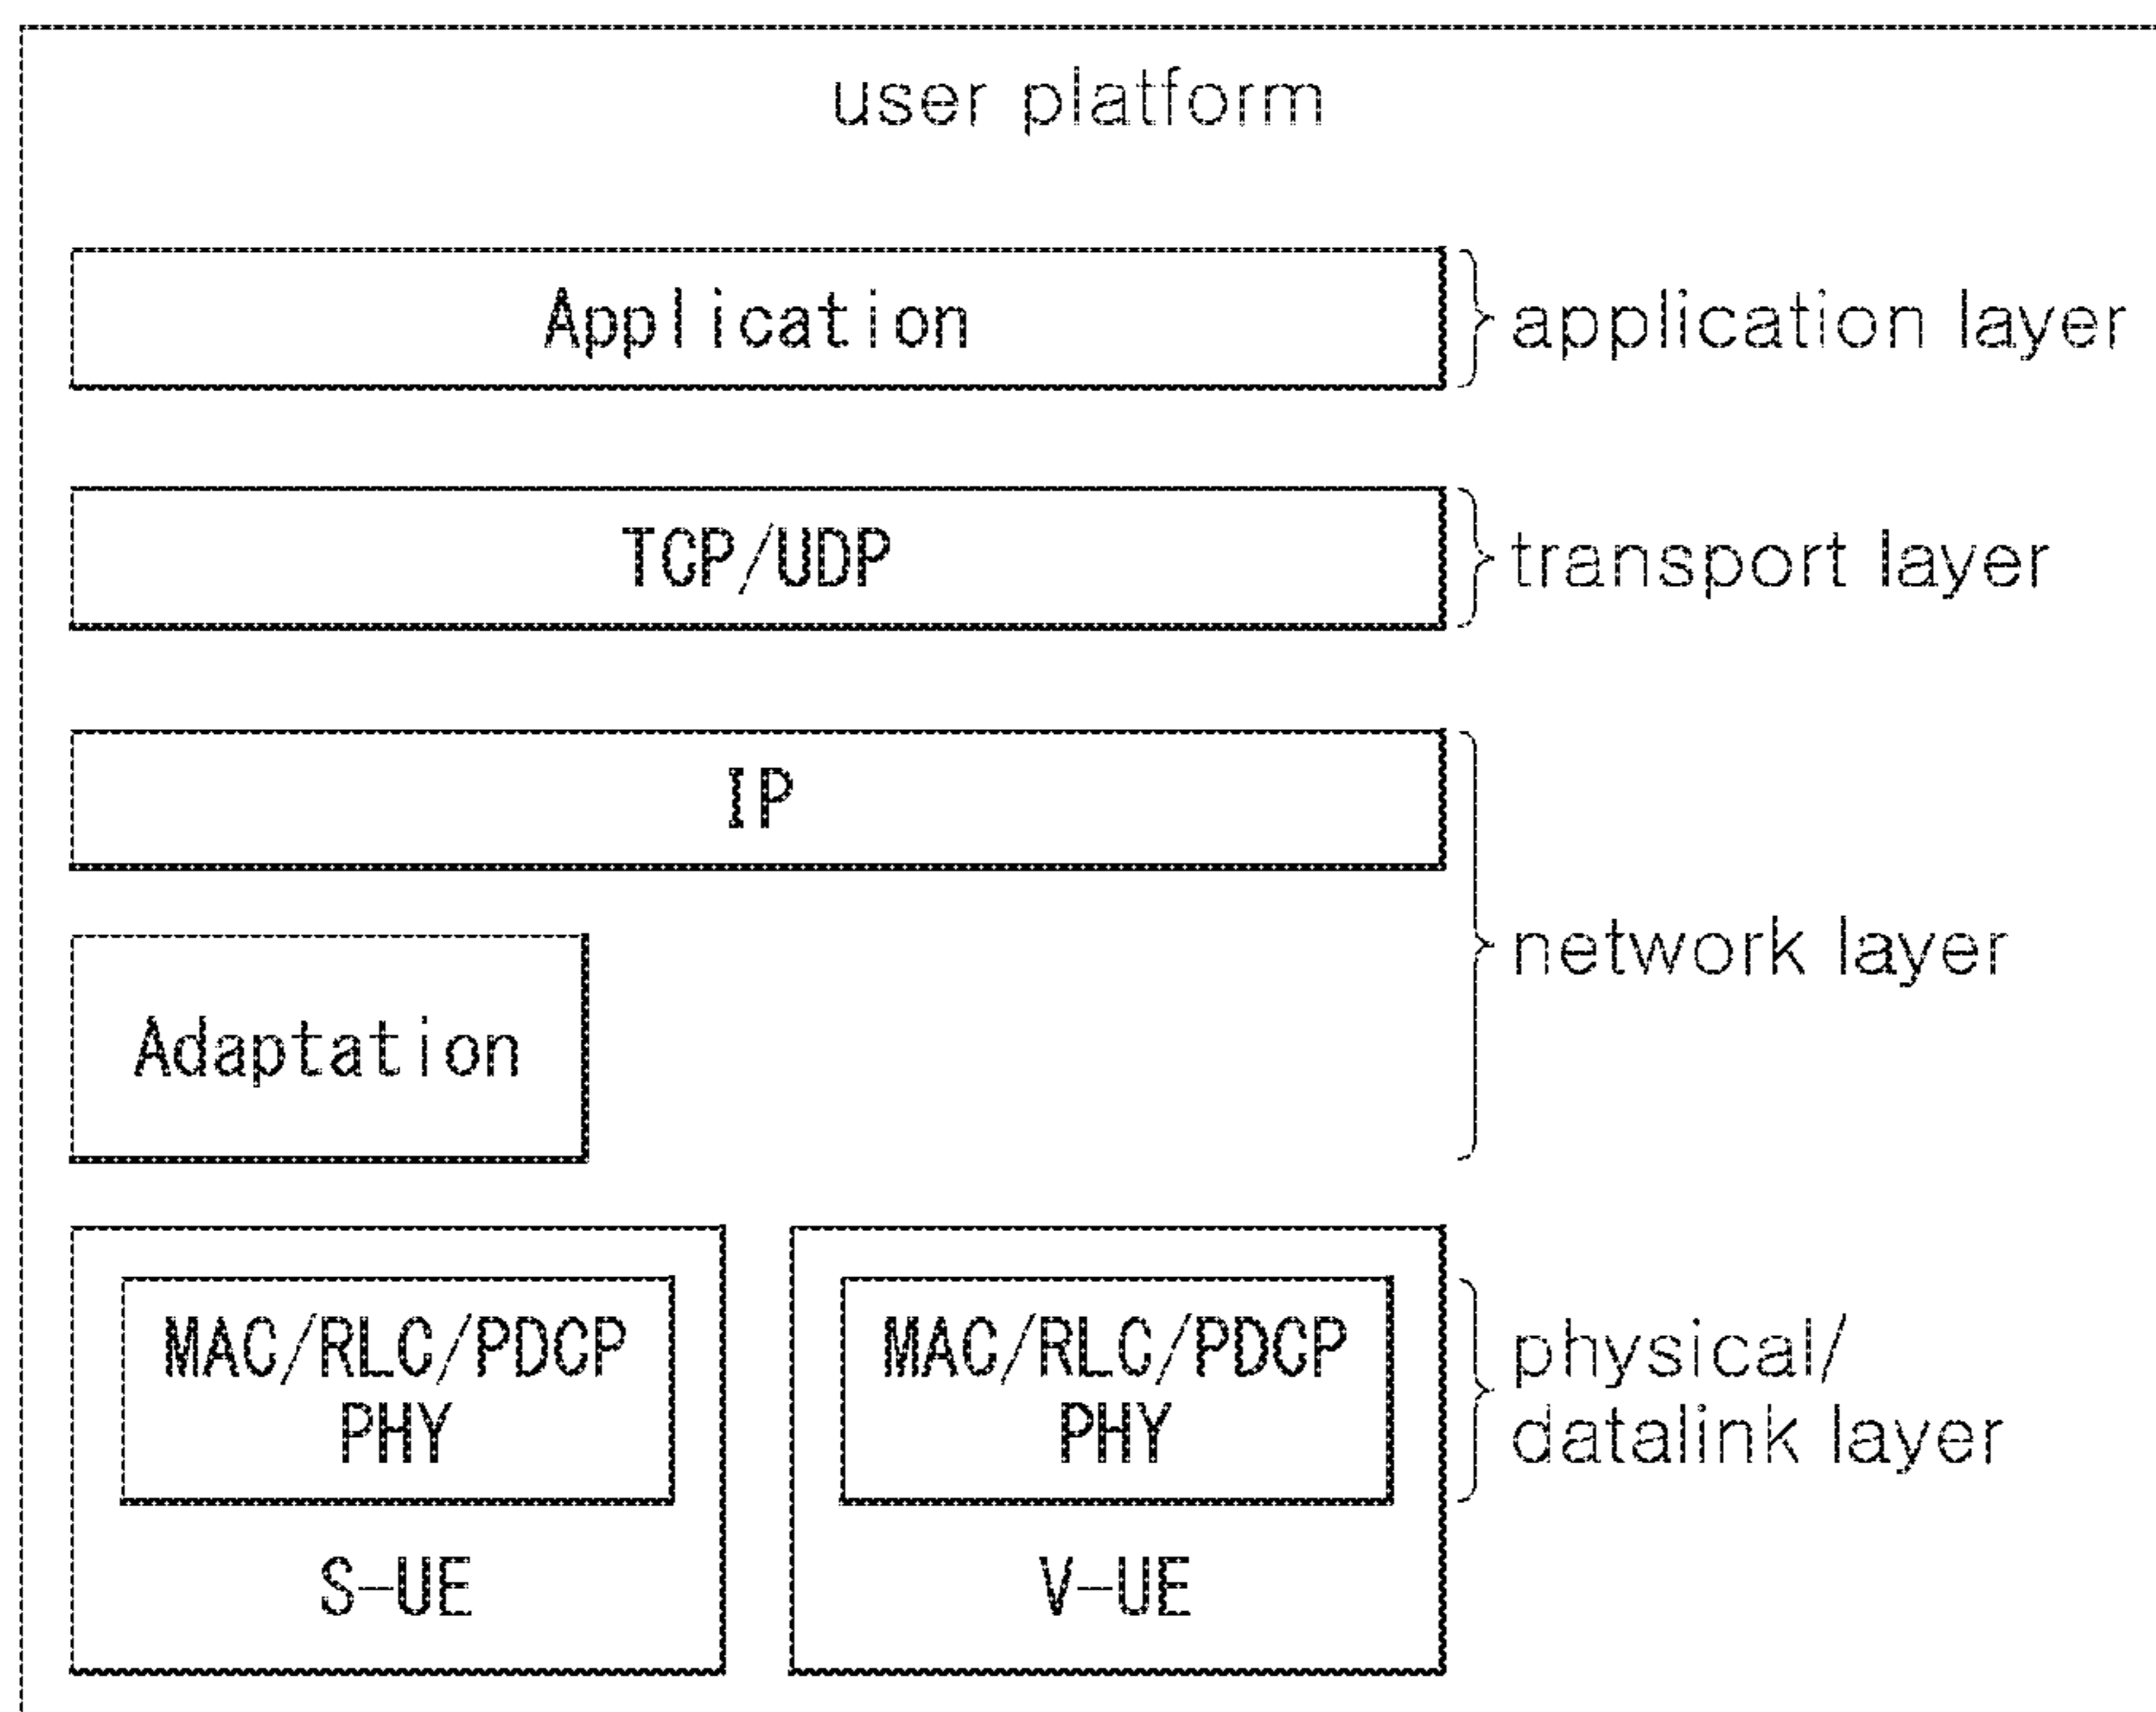 user platform
Application
application layer
TCP/UDP
transport layer
IP
network layer
Adaptation
MAC/RLC/PDCP
PHY
S-UE
MAC/RLC/PDCP
PHY
V-UE
physical/
datalink layer